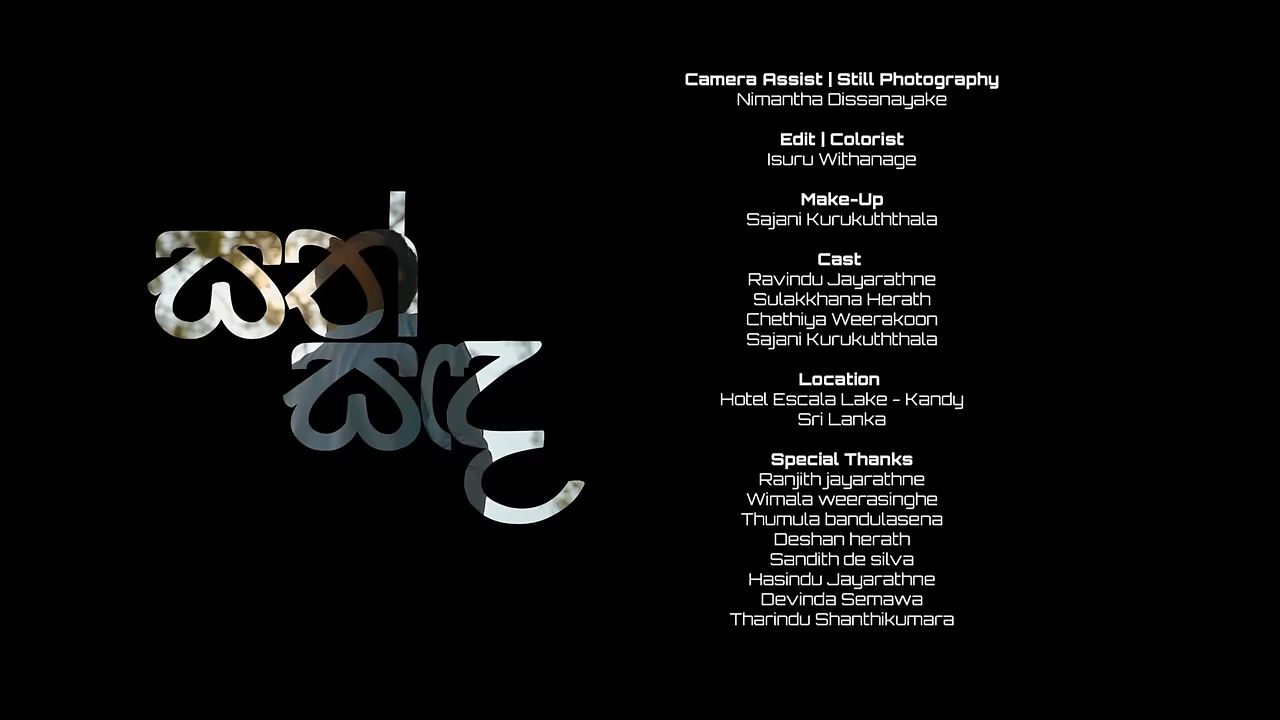 සත්
සඳ
Camera Assist | Still Photography
Nimantha Dissanayake
Edit | Colorist
Isuru Withanage
Make-Up
Sajani Kurukuththala
Cast
Ravindu Jayarathne
Sulakkhana Herath
Chethiya Weerakoon
Sajani Kurukuththala
Location
Hotel Escala Lake - Kandy
Sri Lanka
Special Thanks
Ranjith jayarathne
Wimala weerasinghe
Thumula bandulasena
Deshan herath
Sandith de silva
Hasindu Jayarathne
Devinda Semawa
Tharindu Shanthikumara